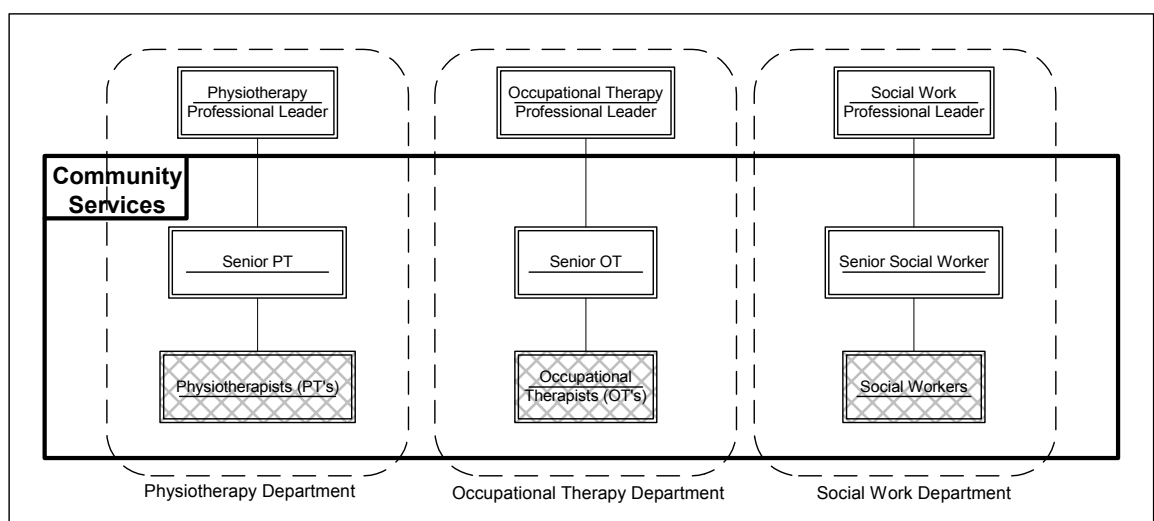 Physiotherapy
Professional Leader
Occupational Therapy
Professional Leader
Social Work
Professional Leader
Community
Services
Senior PT
Senior OT
Senior Social Worker
Physiotherapists (PT's)
Occupational
Therapists (OT's)
Social Workers
Physiotherapy Department
Occupational Therapy Department
Social Work Department